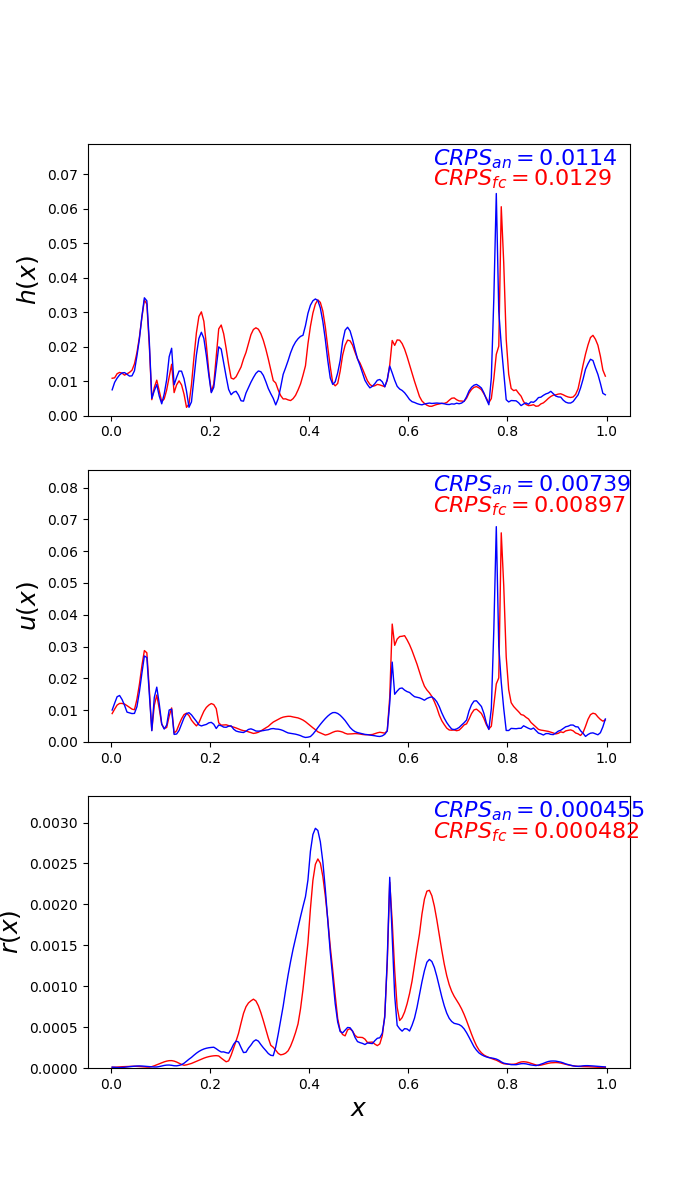 CRPS_an = 0.0114
CRPS_fc = 0.0129
0.07
0.06
0.05
0.04
0.03
0.02
0.01
0.00
h(x)
0.0 0.2 0.4 0.6 0.8 1.0
CRPS_an = 0.00739
CRPS_fc = 0.00897
0.08
0.07
0.06
0.05
0.04
0.03
0.02
0.01
0.00
u(x)
0.0 0.2 0.4 0.6 0.8 1.0
CRPS_an = 0.000455
CRPS_fc = 0.000482
0.0030
0.0025
0.0020
0.0015
0.0010
0.0005
0.0000
r(x)
0.0 0.2 0.4 0.6 0.8 1.0
x